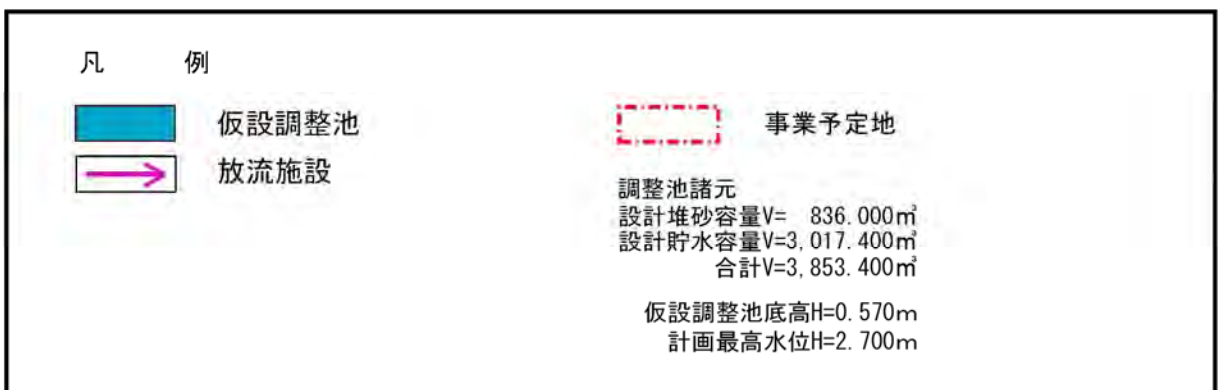 凡 例
仮設調整池
放流施設
事業予定地
調整池諸元
設計堆砂容量V= 836.000㎥
設計貯水容量V=3,017.400㎥
合計V=3,853.400㎥
仮設調整池底高H=0.570m
計画最高水位H=2.700m